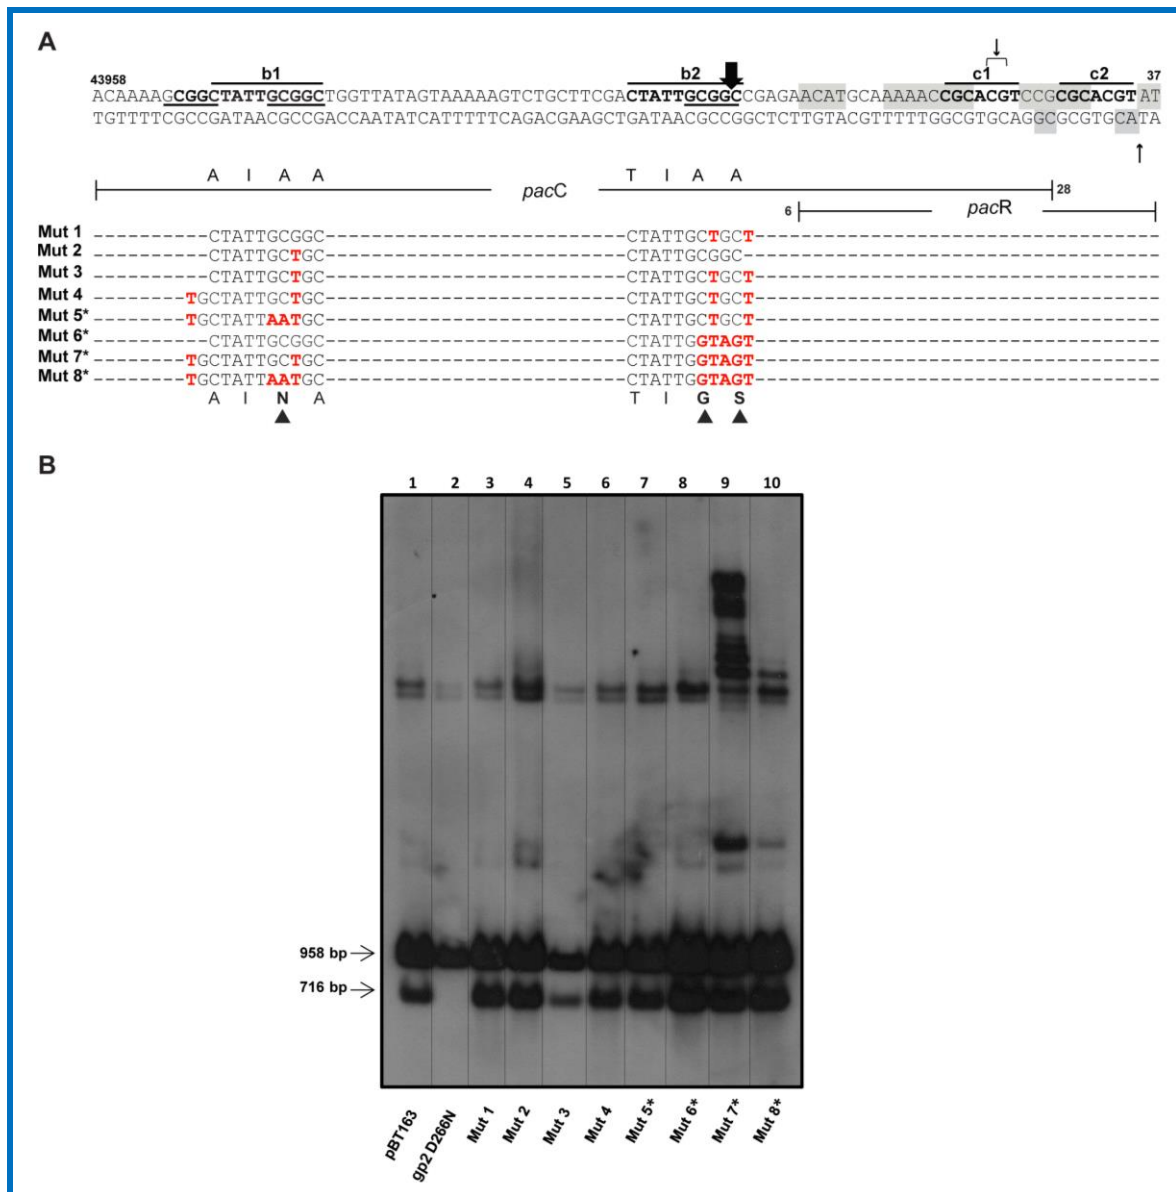 A
b1 b2 c1 c2
43958 37
ACAAAAGCGGCTATTGCGGCTGGTTATAGTAAAAAGTCTGCTTCGACTATTGCGGCCGAGAACATGCAAAAACCGCACGTCCGCGCACGTAT
TGTTTTCGCCGATAACGCCGACCAATATCATTTTTCAGACGAAGCTGATAACGCCGGCTCTTGTACGTTTTTGGCGTGCAGGCGCGTGCATA
A I A A T I A A
pacC 28
6 pacR
Mut 1 ----------CTATTGCGGC--------------------------CTATTGCTGCT-----------------------------------
Mut 2 ----------CTATTGCTGC--------------------------CTATTGCGGC------------------------------------
Mut 3 ----------CTATTGCTGC--------------------------CTATTGCTGCT-----------------------------------
Mut 4 --------TGCTATTGCTGC--------------------------CTATTGCTGCT-----------------------------------
Mut 5* --------TGCTATTAATGC--------------------------CTATTGCTGCT-----------------------------------
Mut 6* ----------CTATTGCGGC--------------------------CTATTGGTAGT-----------------------------------
Mut 7* --------TGCTATTGCTGC--------------------------CTATTGGTAGT-----------------------------------
Mut 8* --------TGCTATTAATGC--------------------------CTATTGGTAGT-----------------------------------
A I N A T I G S
B
1 2 3 4 5 6 7 8 9 10
958 bp
716 bp
pBT163
gp2 D266N
Mut 1
Mut 2
Mut 3
Mut 4
Mut 5*
Mut 6*
Mut 7*
Mut 8*